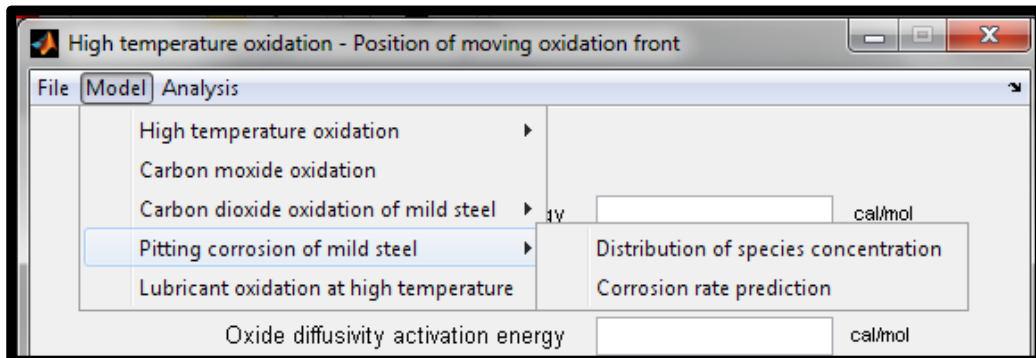 High temperature oxidation - Position of moving oxidation front
File Model Analysis
High temperature oxidation
Carbon moxide oxidation
Carbon dioxide oxidation of mild steel
cal/mol
Pitting corrosion of mild steel
Distribution of species concentration
Lubricant oxidation at high temperature
Corrosion rate prediction
Oxide diffusivity activation energy
cal/mol